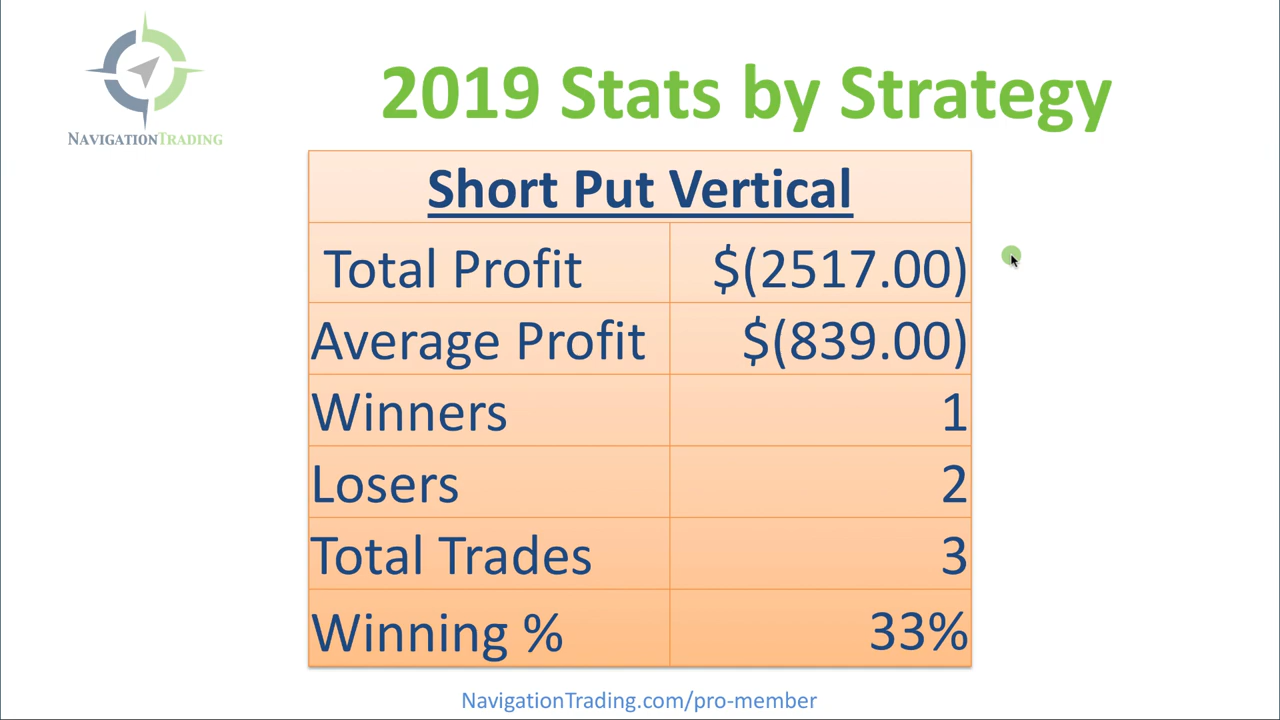 NAVIGATIONTRADING
2019 Stats by Strategy
Short Put Vertical
Total Profit $(2517.00)
Average Profit $(839.00)
Winners 1
Losers 2
Total Trades 3
Winning % 33%
NavigationTrading.com/pro-member